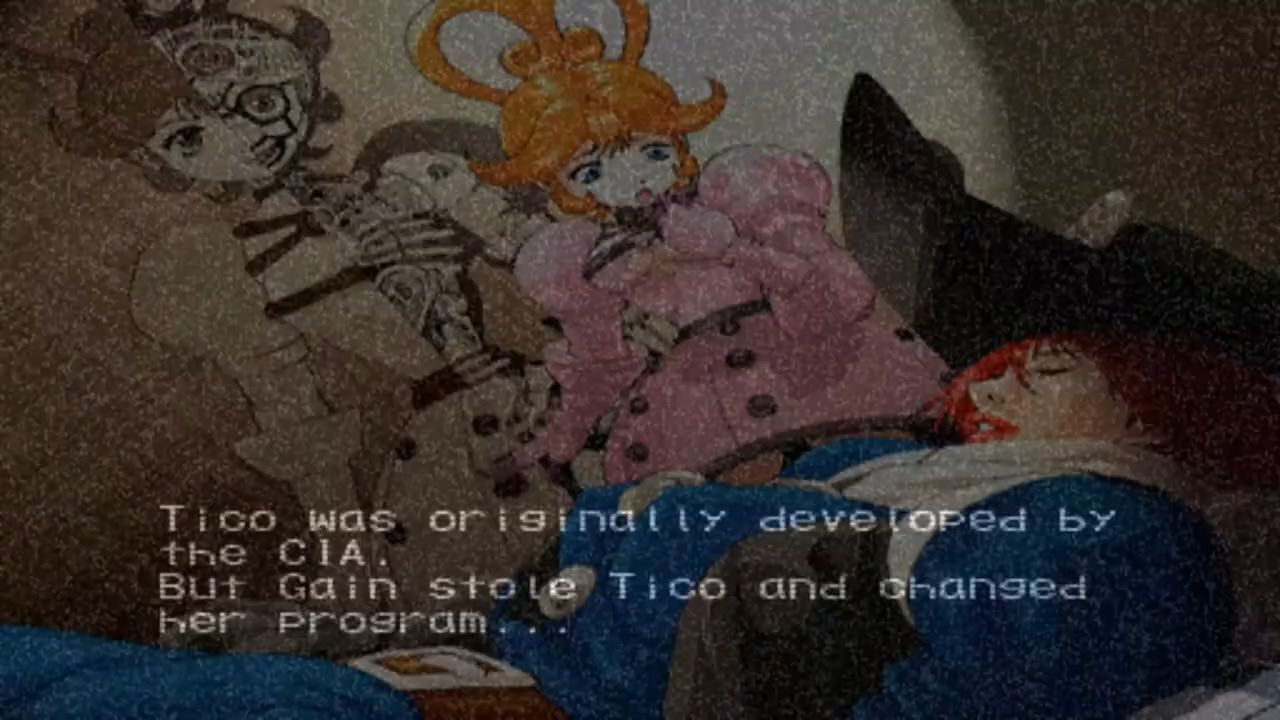 Tico was originally developed by
the CIA.
But Gain stole Tico and changed
her program...